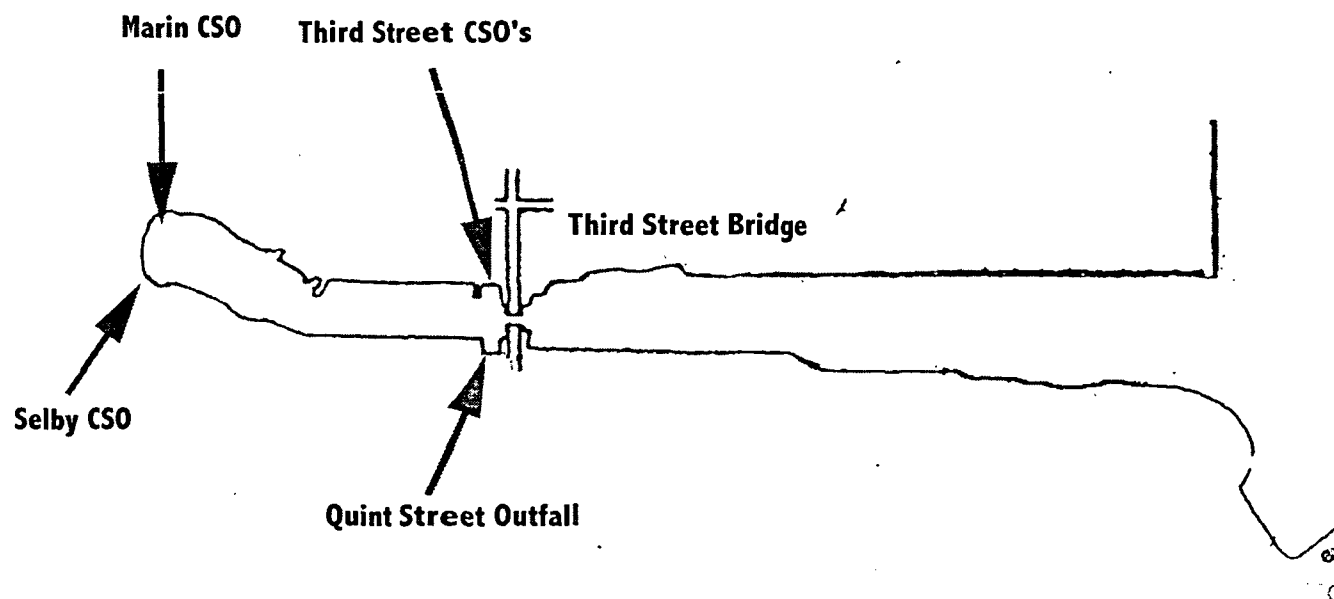 Marin CSO
Third Street CSO's
Third Street Bridge
Selby CSO
Quint Street Outfall